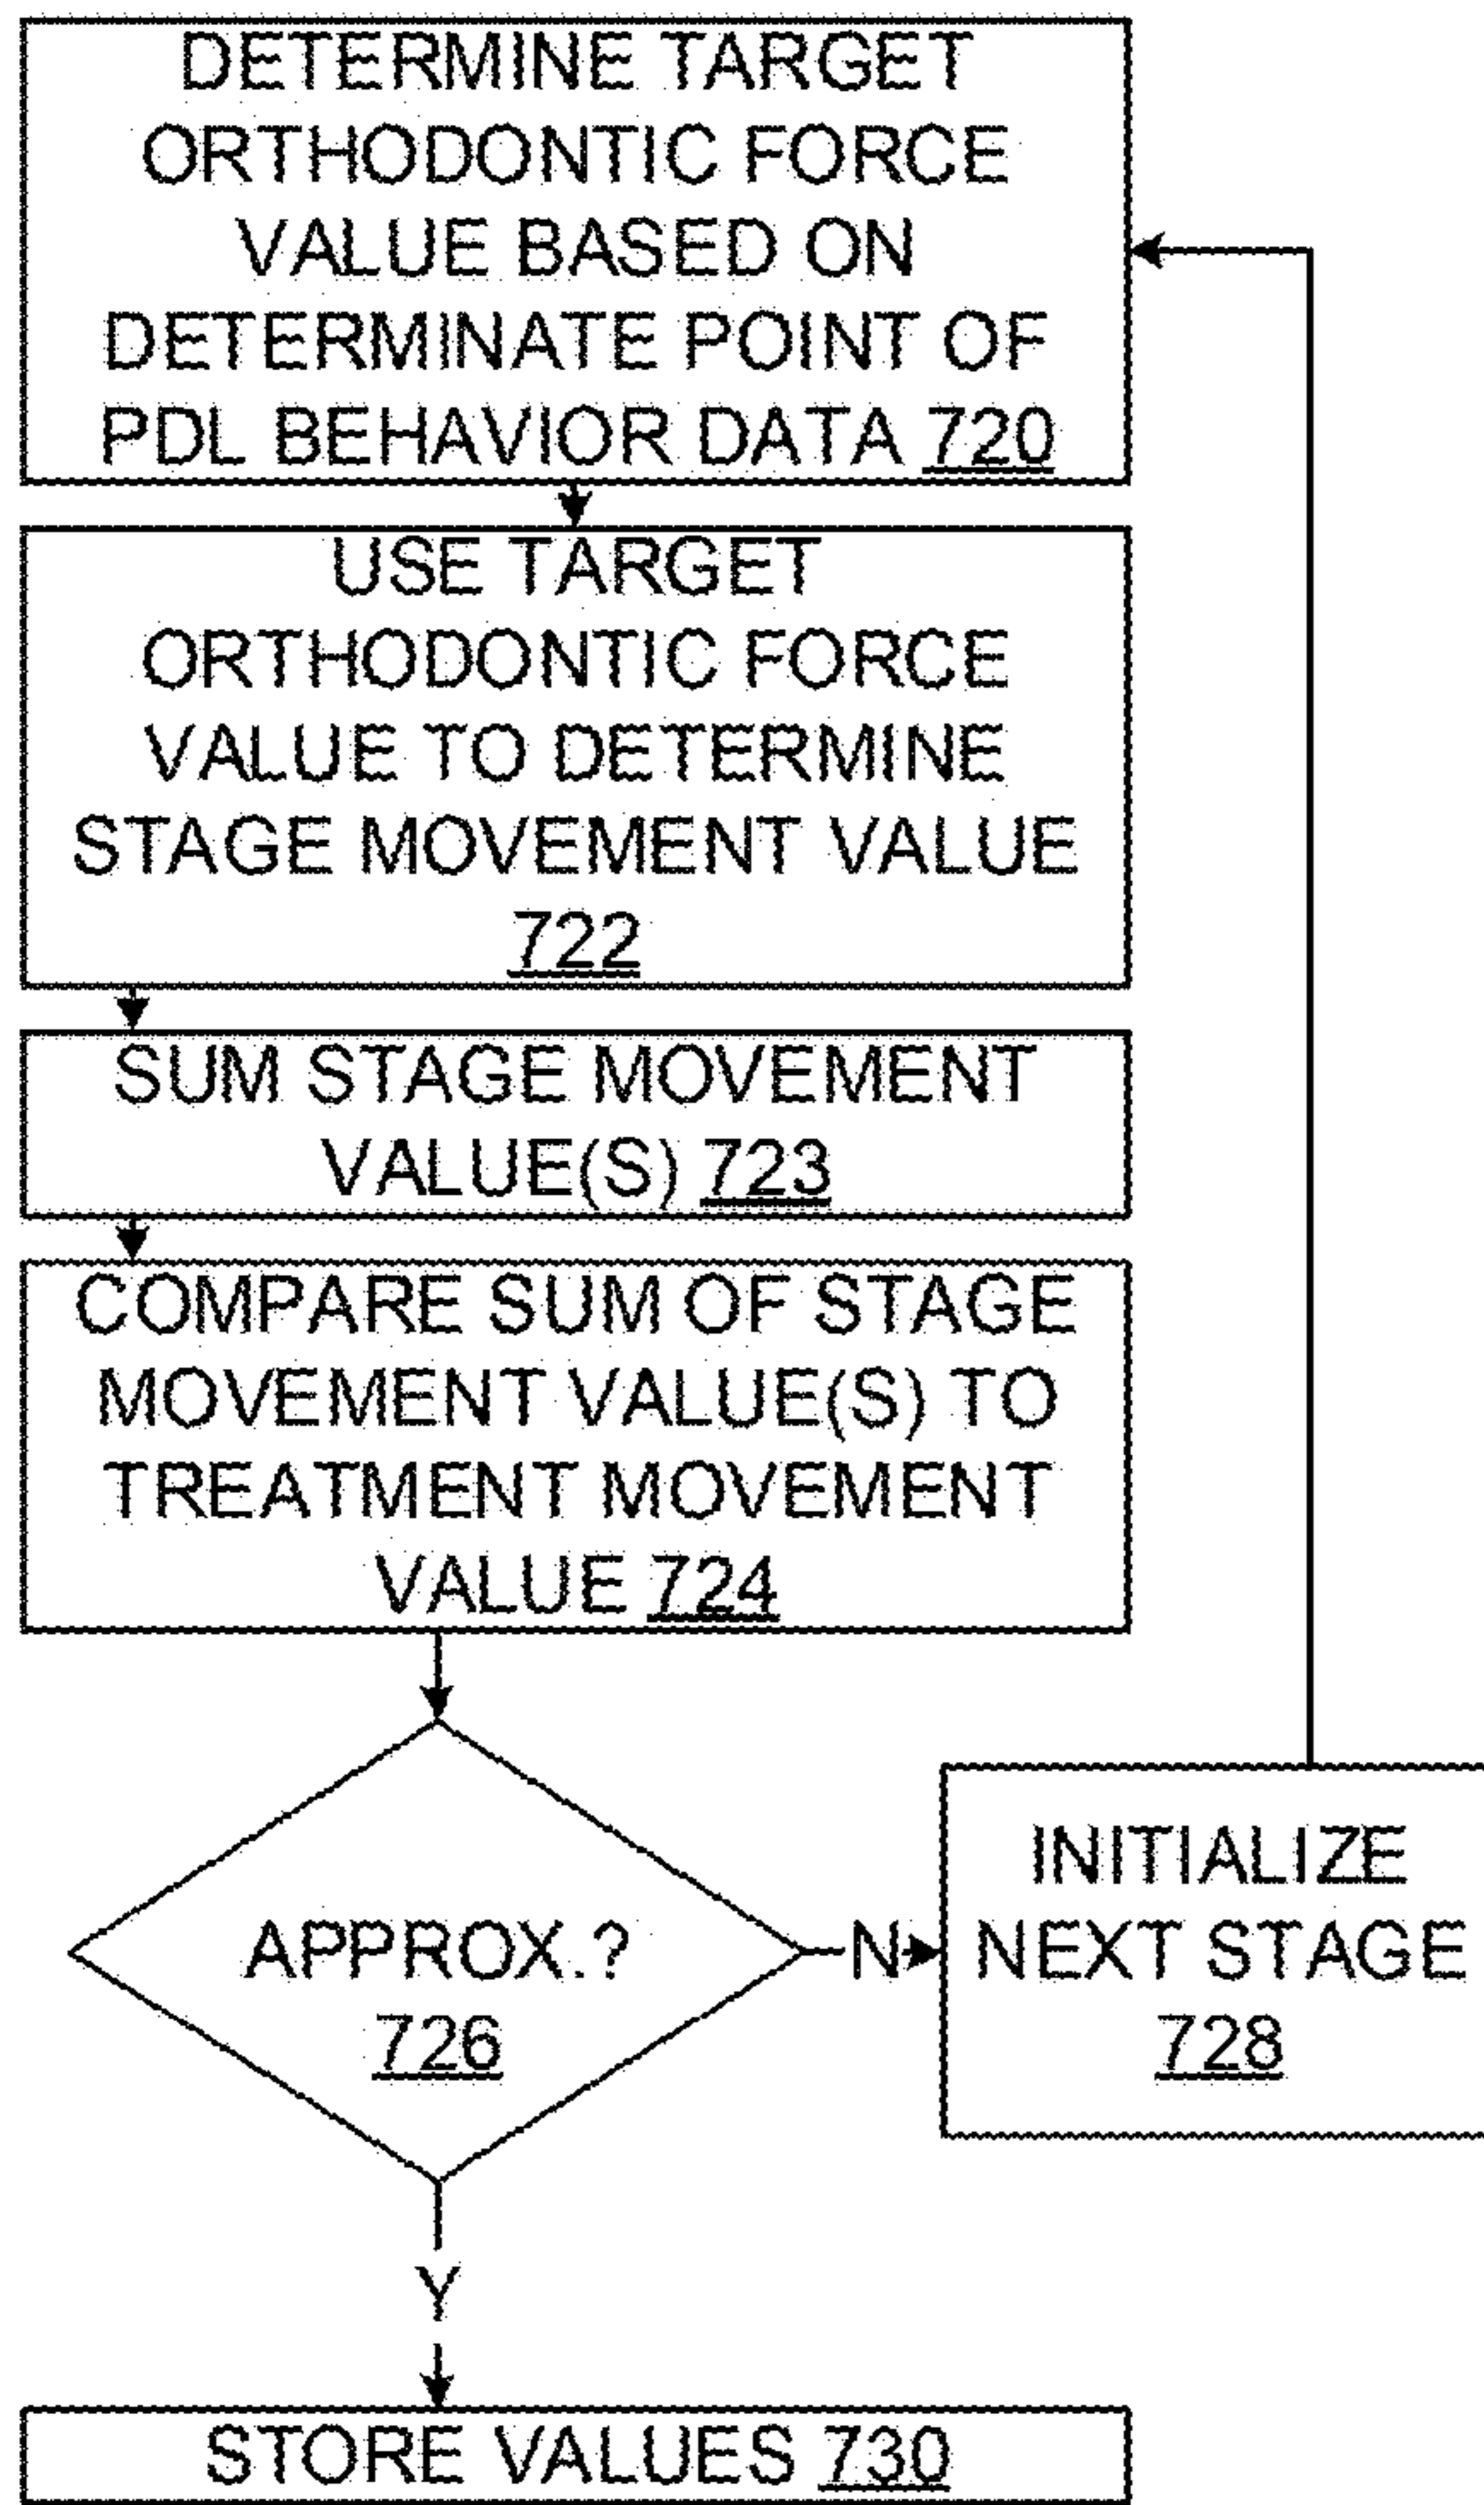 DETERMINE TARGET
ORTHODONTIC FORCE
VALUE BASED ON
DETERMINATE POINT OF
PDL BEHAVIOR DATA 720
USE TARGET
ORTHODONTIC FORCE
VALUE TO DETERMINE
STAGE MOVEMENT VALUE
722
SUM STAGE MOVEMENT
VALUE(S) 723
COMPARE SUM OF STAGE
MOVEMENT VALUE(S) TO
TREATMENT MOVEMENT
VALUE 724
APPROX.?
726
N
INITIALIZE
NEXT STAGE
728
Y
STORE VALUES 730